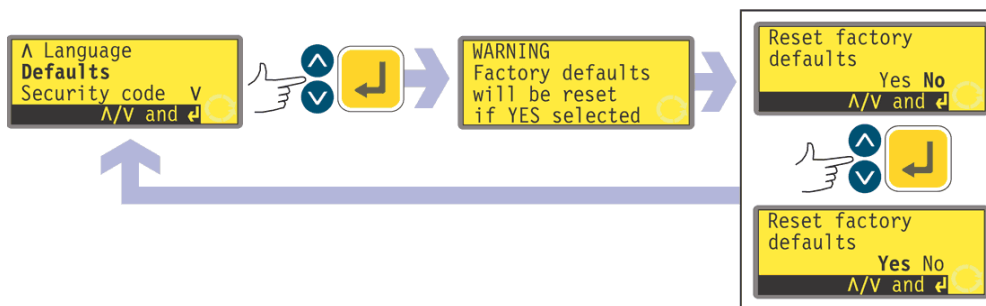 Λ Language
Defaults
Security code V
Λ/V and ↲
WARNING
Factory defaults
will be reset
if YES selected
Reset factory
defaults
Yes No
Λ/V and ↲
Reset factory
defaults
Yes No
Λ/V and ↲